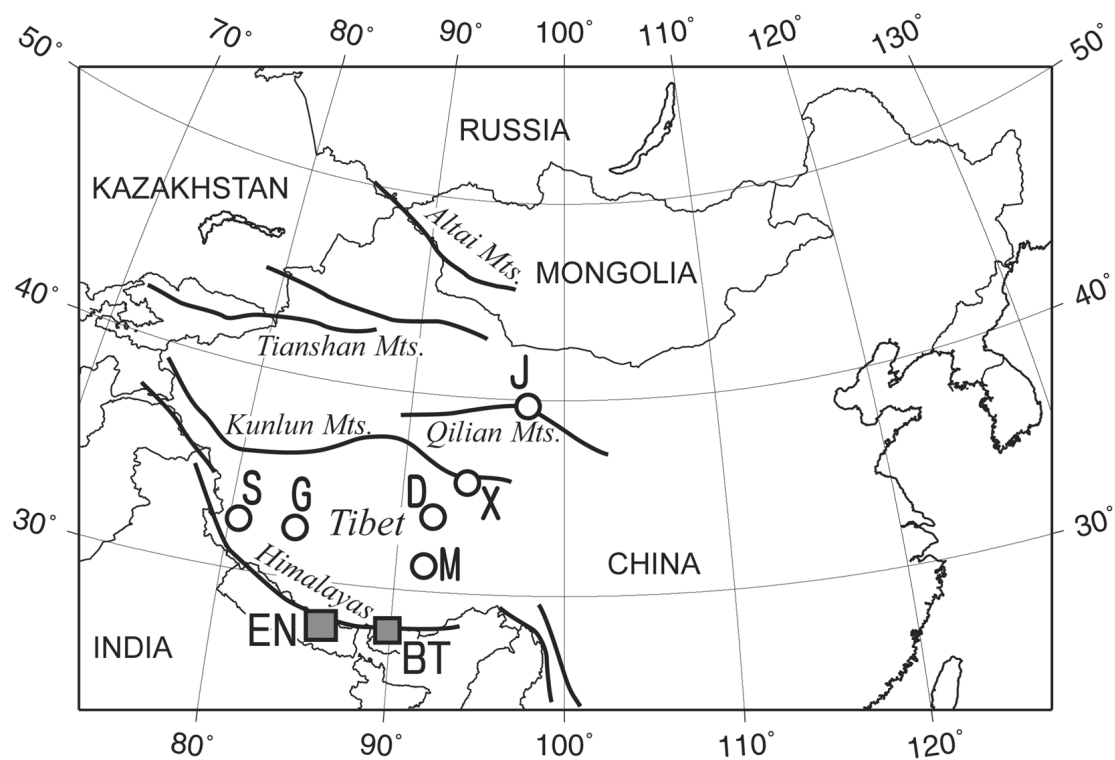 50°
70°
80°
90°
100°
110°
120°
130°
50°
RUSSIA
KAZAKHSTAN
Altai Mts.
MONGOLIA
40°
40°
Tianshan Mts.
J
Kunlun Mts.
Qilian Mts.
S
G
D
X
Tibet
30°
30°
M
CHINA
Himalayas
EN
BT
INDIA
80°
90°
100°
110°
120°